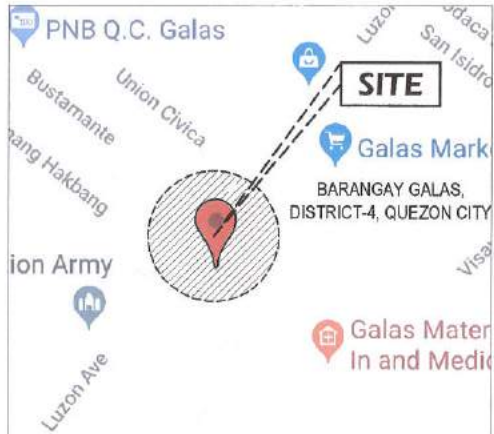 PNB Q.C. Galas
Luzon
San Isidro
Bustamante
Union Civica
SITE
Galas Mark
BARANGAY GALAS,
DISTRICT-4, QUEZON CITY
ang Hakbang
ion Army
Visa
Galas Mater
In and Medic
Luzon Ave